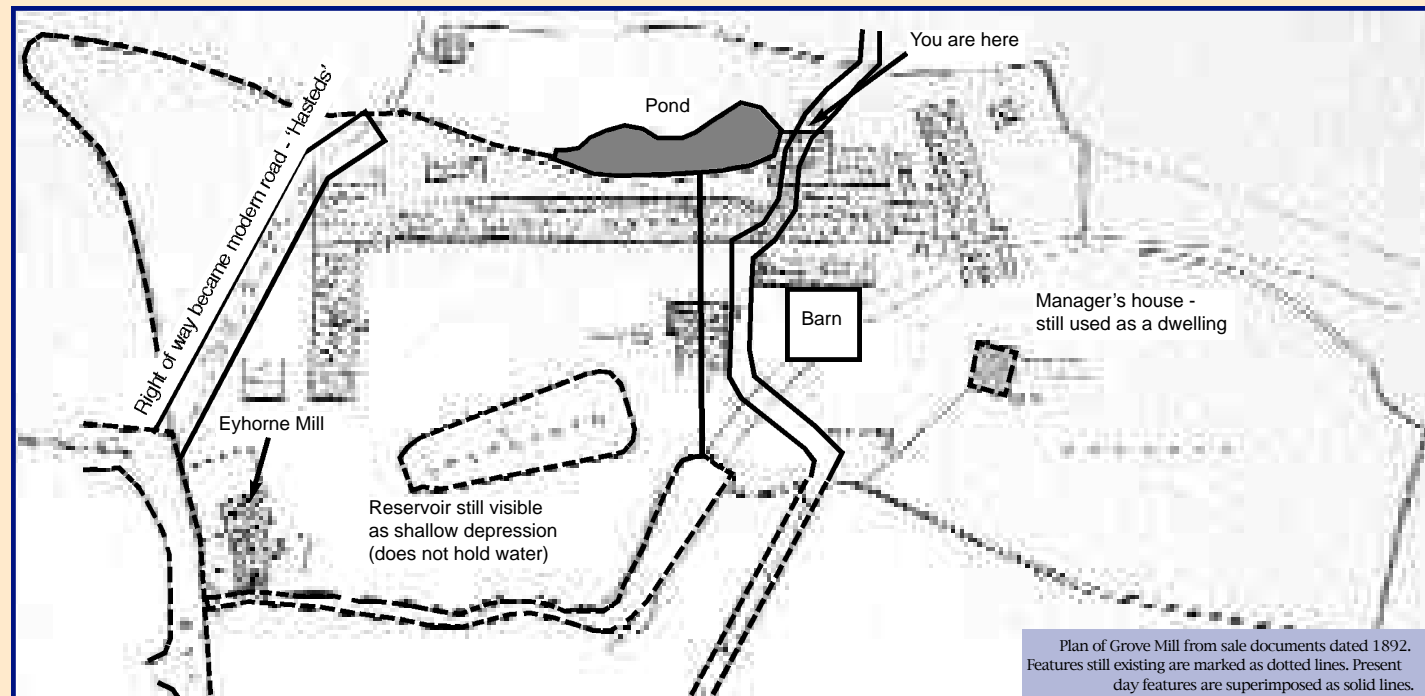 You are here
Pond
Right of way became modern road - 'Hasteds'
Manager's house -
still used as a dwelling
Barn
Eyhorne Mill
Reservoir still visible
as shallow depression
(does not hold water)
Plan of Grove Mill from sale documents dated 1892.
Features still existing are marked as dotted lines. Present
day features are superimposed as solid lines.